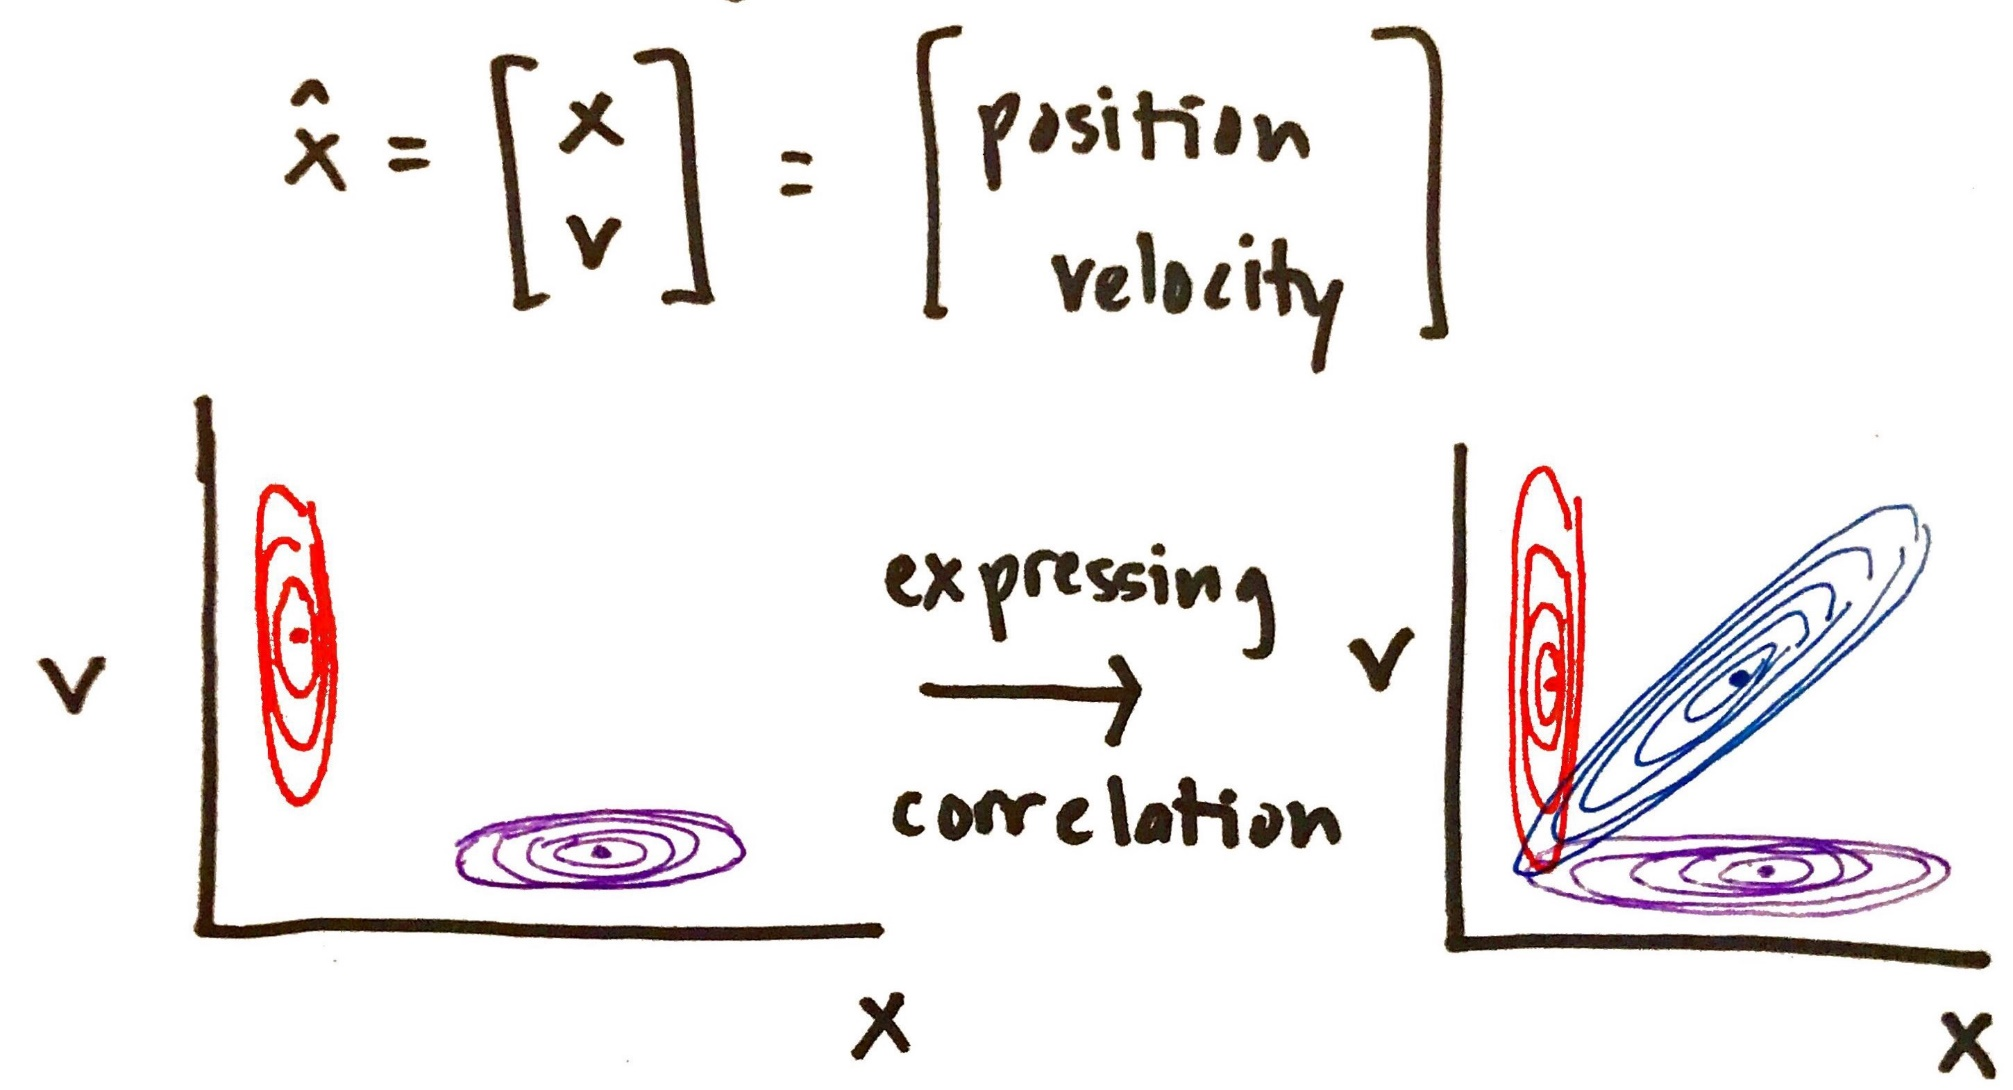 x̂ = [ x v ] = [ position velocity ]
v
expressing
→
correlation
x
v
x